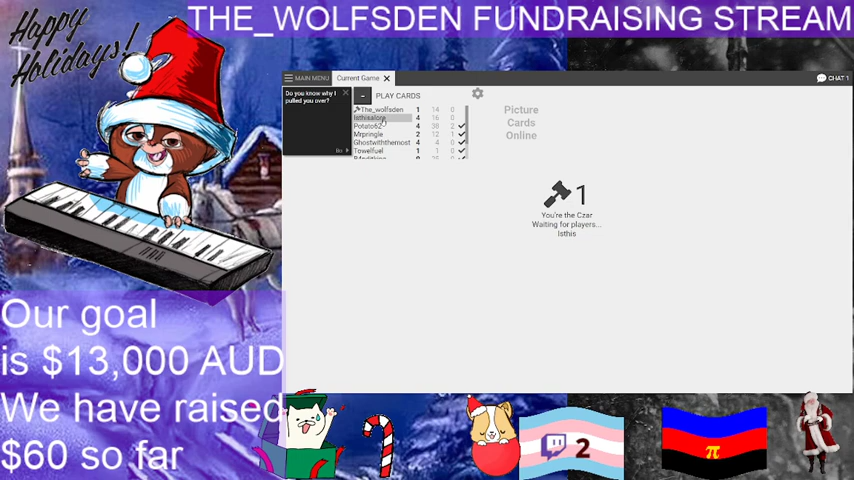 THE_WOLFSDEN FUNDRAISING STREAM
Happy
Holidays!
MAIN MENU
Current Game
CHAT 1
Do you know why I
pulled you over?
PLAY CARDS
The_wolfsden 1 14 0
4 16 0
Potato62 4 38 2
Mrpringle 2 12 1
Ghostwiththemost 4 4 0
Towelfuel 1 1 0
Picture
Cards
Online
1
You're the Czar
Waiting for players...
Isthis
Our goal
is $13,000 AUD
We have raised
$60 so far
2
π